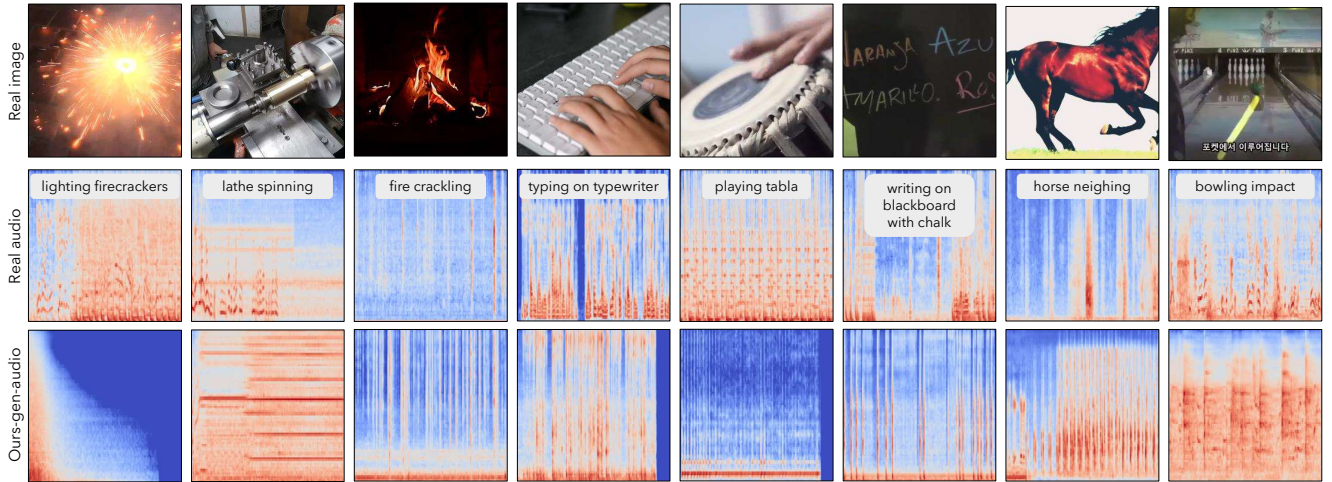 Real image
NARANJA AZU
AMARILLO. Ro
포켓에서 이루어집니다
Real audio
lighting firecrackers
lathe spinning
fire crackling
typing on typewriter
playing tabla
writing on
blackboard
with chalk
horse neighing
bowling impact
Ours-gen-audio